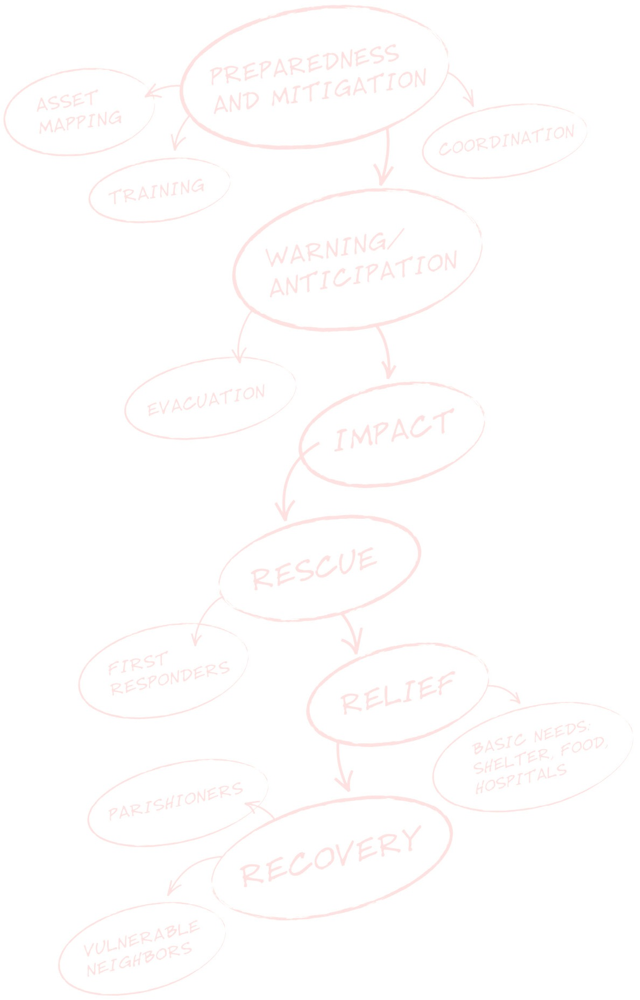 PREPAREDNESS
AND MITIGATION
ASSET
MAPPING
COORDINATION
TRAINING
WARNING/
ANTICIPATION
EVACUATION
IMPACT
RESCUE
FIRST
RESPONDERS
RELIEF
BASIC NEEDS:
SHELTER, FOOD,
HOSPITALS
PARISHIONERS
RECOVERY
VULNERABLE
NEIGHBORS